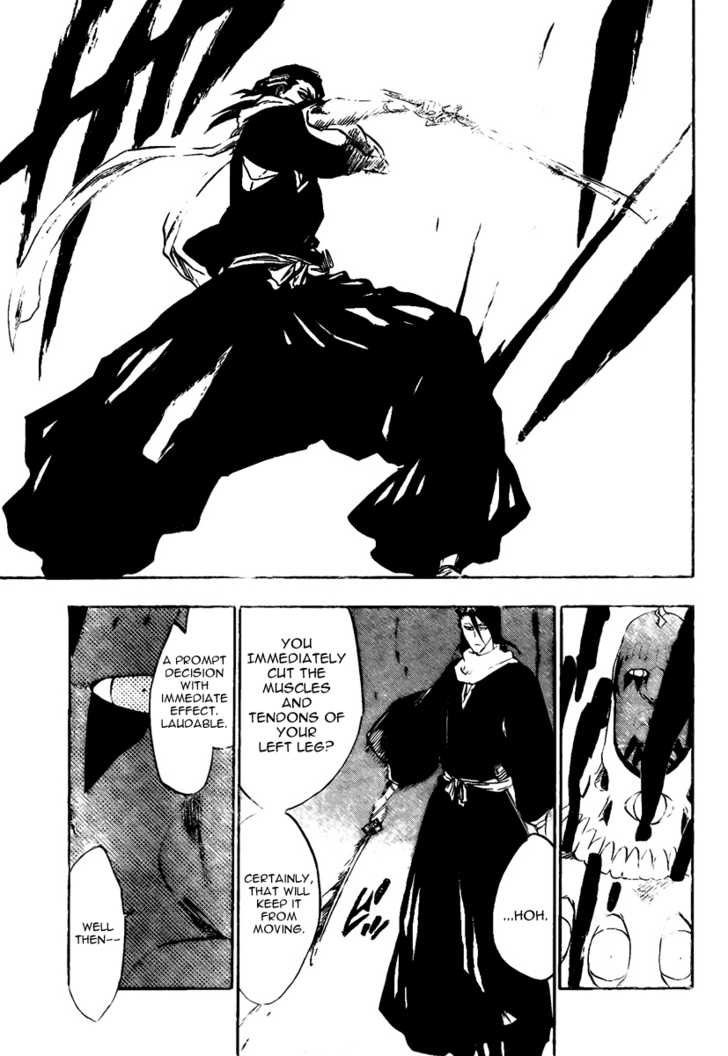 ...HOH.
YOU
IMMEDIATELY
CUT THE
MUSCLES
AND
TENDONS OF
YOUR
LEFT LEG?
CERTAINLY,
THAT WILL
KEEP IT
FROM
MOVING.
A PROMPT
DECISION
WITH
IMMEDIATE
EFFECT.
LAUDABLE.
WELL
THEN--